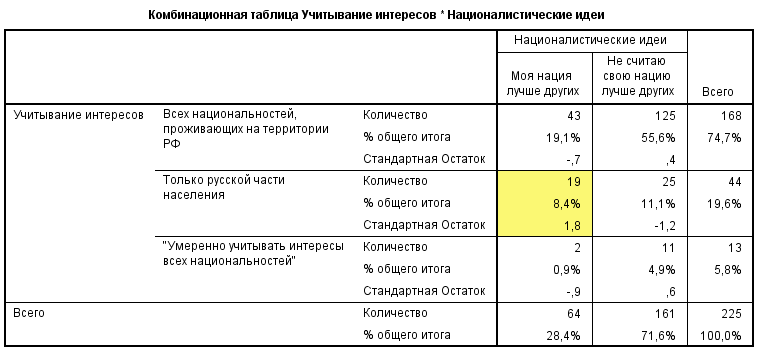 Комбинационная таблица Учитывание интересов * Националистические идеи
Националистические идеи
Моя нация лучше других
Не считаю свою нацию лучше других
Всего
Учитывание интересов
Всех национальностей, проживающих на территории РФ
Количество 43 125 168
% общего итога 19,1% 55,6% 74,7%
Стандартная Остаток -,7 ,4
Только русской части населения
Количество 19 25 44
% общего итога 8,4% 11,1% 19,6%
Стандартная Остаток 1,8 -1,2
"Умеренно учитывать интересы всех национальностей"
Количество 2 11 13
% общего итога 0,9% 4,9% 5,8%
Стандартная Остаток -,9 ,6
Всего
Количество 64 161 225
% общего итога 28,4% 71,6% 100,0%